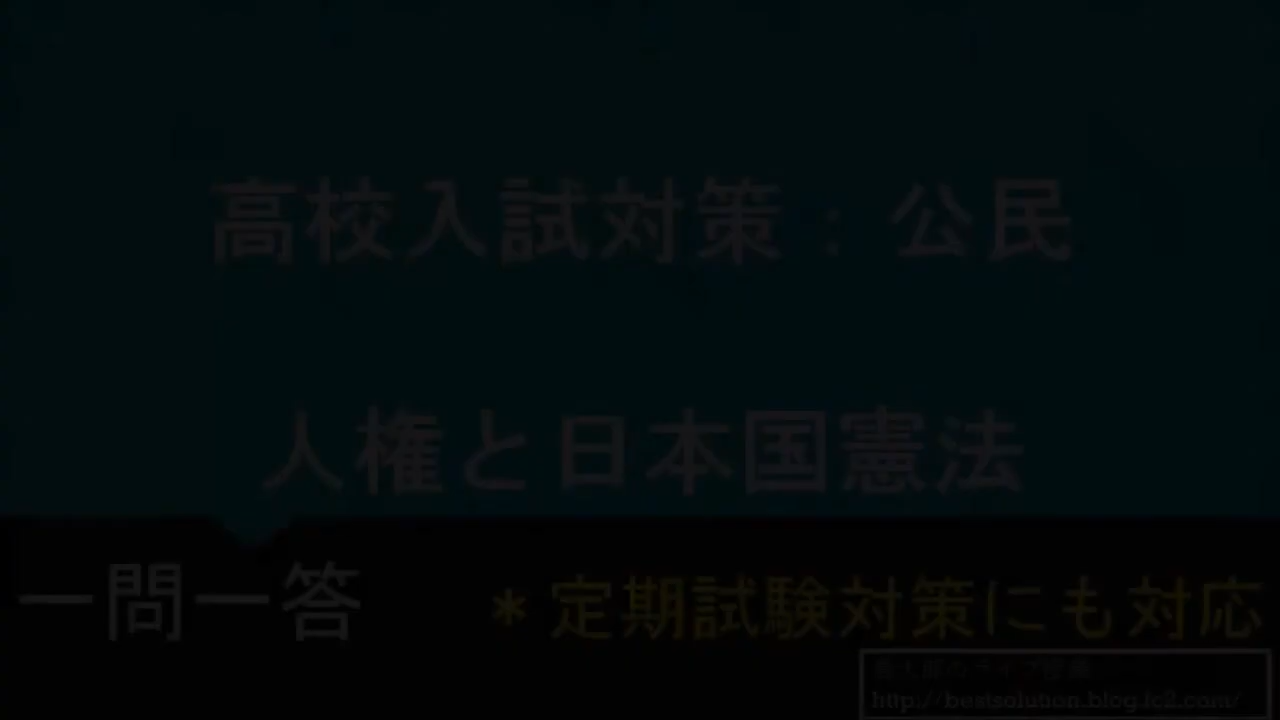 高校入試対策：公民
人権と日本国憲法
一問一答
＊定期試験対策にも対応
http://bestsolution.blog.fc2.com/